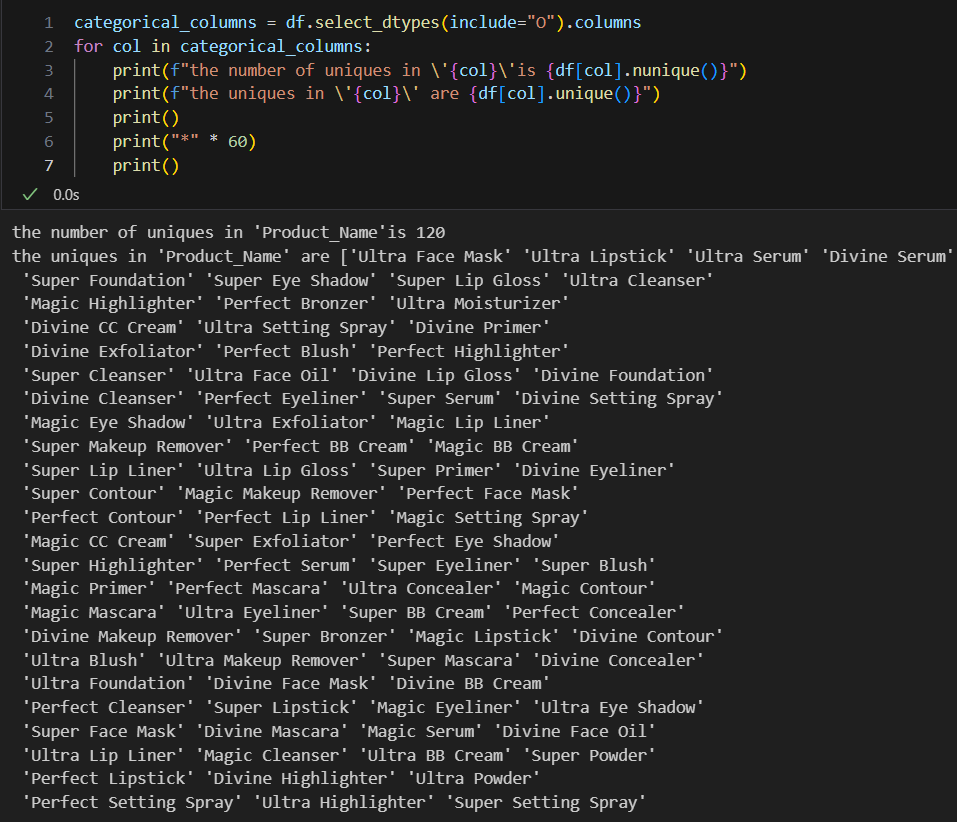 1 categorical_columns = df.select_dtypes(include="O").columns
2 for col in categorical_columns:
3     print(f"the number of uniques in \'{col}\'is {df[col].nunique()}")
4     print(f"the uniques in \'{col}\' are {df[col].unique()}")
5     print()
6     print("*" * 60)
7     print()
0.0s
the number of uniques in 'Product_Name'is 120
the uniques in 'Product_Name' are ['Ultra Face Mask' 'Ultra Lipstick' 'Ultra Serum' 'Divine Serum'
 'Super Foundation' 'Super Eye Shadow' 'Super Lip Gloss' 'Ultra Cleanser'
 'Magic Highlighter' 'Perfect Bronzer' 'Ultra Moisturizer'
 'Divine CC Cream' 'Ultra Setting Spray' 'Divine Primer'
 'Divine Exfoliator' 'Perfect Blush' 'Perfect Highlighter'
 'Super Cleanser' 'Ultra Face Oil' 'Divine Lip Gloss' 'Divine Foundation'
 'Divine Cleanser' 'Perfect Eyeliner' 'Super Serum' 'Divine Setting Spray'
 'Magic Eye Shadow' 'Ultra Exfoliator' 'Magic Lip Liner'
 'Super Makeup Remover' 'Perfect BB Cream' 'Magic BB Cream'
 'Super Lip Liner' 'Ultra Lip Gloss' 'Super Primer' 'Divine Eyeliner'
 'Super Contour' 'Magic Makeup Remover' 'Perfect Face Mask'
 'Perfect Contour' 'Perfect Lip Liner' 'Magic Setting Spray'
 'Magic CC Cream' 'Super Exfoliator' 'Perfect Eye Shadow'
 'Super Highlighter' 'Perfect Serum' 'Super Eyeliner' 'Super Blush'
 'Magic Primer' 'Perfect Mascara' 'Ultra Concealer' 'Magic Contour'
 'Magic Mascara' 'Ultra Eyeliner' 'Super BB Cream' 'Perfect Concealer'
 'Divine Makeup Remover' 'Super Bronzer' 'Magic Lipstick' 'Divine Contour'
 'Ultra Blush' 'Ultra Makeup Remover' 'Super Mascara' 'Divine Concealer'
 'Ultra Foundation' 'Divine Face Mask' 'Divine BB Cream'
 'Perfect Cleanser' 'Super Lipstick' 'Magic Eyeliner' 'Ultra Eye Shadow'
 'Super Face Mask' 'Divine Mascara' 'Magic Serum' 'Divine Face Oil'
 'Ultra Lip Liner' 'Magic Cleanser' 'Ultra BB Cream' 'Super Powder'
 'Perfect Lipstick' 'Divine Highlighter' 'Ultra Powder'
 'Perfect Setting Spray' 'Ultra Highlighter' 'Super Setting Spray'